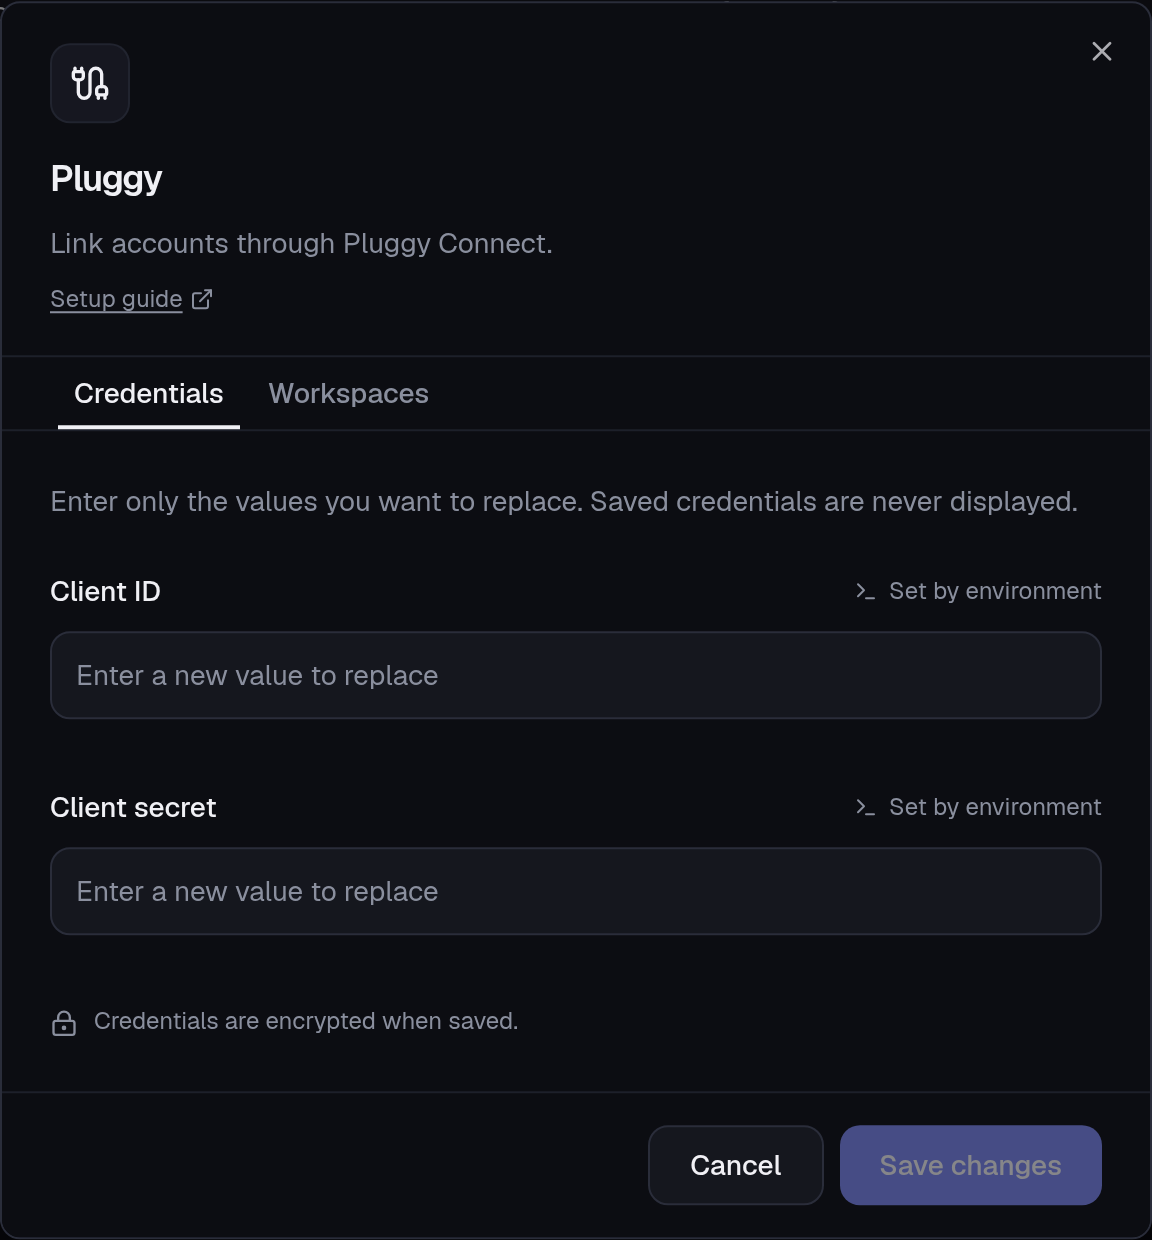 Pluggy
Link accounts through Pluggy Connect.
Setup guide
Credentials Workspaces
Enter only the values you want to replace. Saved credentials are never displayed.
Client ID Set by environment
Enter a new value to replace
Client secret Set by environment
Enter a new value to replace
Credentials are encrypted when saved.
Cancel Save changes